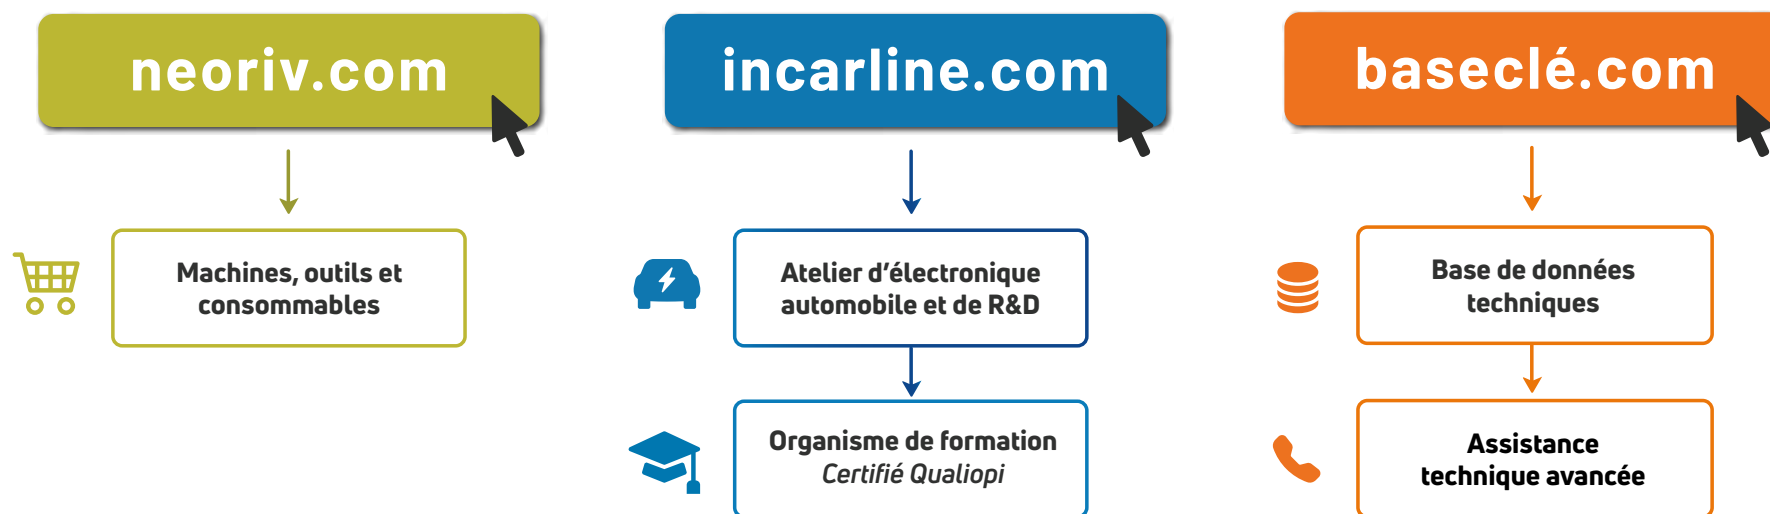 neoriv.com
Machines, outils et
consommables
incarline.com
Atelier d’électronique
automobile et de R&D
Organisme de formation
Certifié Qualiopi
baseclé.com
Base de données
techniques
Assistance
technique avancée